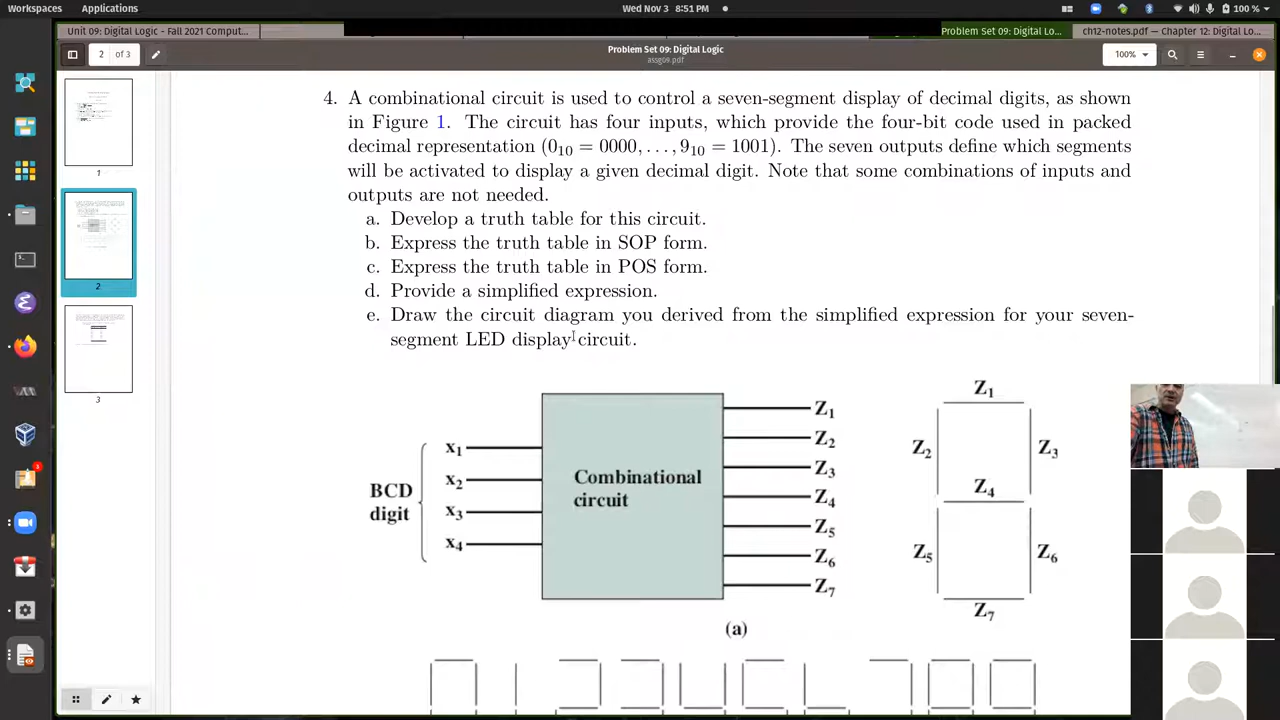 Workspaces Applications Wed Nov 3 8:51 PM 100 %
Unit 09: Digital Logic - Fall 2021 Comput... Problem Set 09: Digital Lo... ch12-notes.pdf — Chapter 12: Digital Lo...
2 of 3 Problem Set 09: Digital Logic 100%
assg09.pdf
1
2
3
4. A combinational circuit is used to control a seven-segment display of decimal digits, as shown
in Figure 1. The circuit has four inputs, which provide the four-bit code used in packed
decimal representation (0₁₀ = 0000, . . . , 9₁₀ = 1001). The seven outputs define which segments
will be activated to display a given decimal digit. Note that some combinations of inputs and
outputs are not needed.
a. Develop a truth table for this circuit.
b. Express the truth table in SOP form.
c. Express the truth table in POS form.
d. Provide a simplified expression.
e. Draw the circuit diagram you derived from the simplified expression for your seven-
segment LED display circuit.
BCD
digit
x₁
x₂
x₃
x₄
Combinational
circuit
Z₁
Z₂
Z₃
Z₄
Z₅
Z₆
Z₇
Z₁
Z₂ Z₃
Z₄
Z₅ Z₆
Z₇
(a)